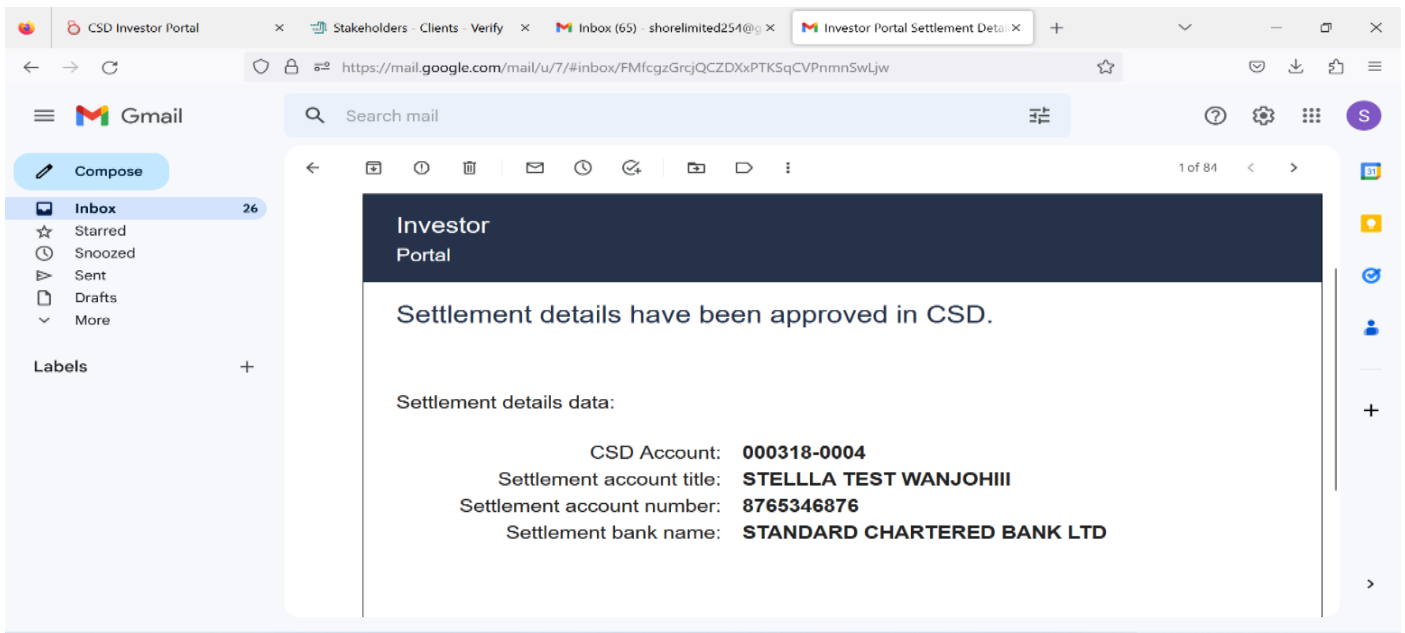 CSD Investor Portal
Stakeholders - Clients - Verify
Inbox (65) - shorelimited254@g
Investor Portal Settlement Detai
https://mail.google.com/mail/u/7/#inbox/FMfcgzGrcjQCZDXxPTKSqCVPnmnSwLjw
Gmail
Search mail
S
Compose
1 of 84
31
Inbox 26
Starred
Snoozed
Sent
Drafts
More
Labels
Investor
Portal
Settlement details have been approved in CSD.
Settlement details data:
CSD Account: 000318-0004
Settlement account title: STELLLA TEST WANJOHIII
Settlement account number: 8765346876
Settlement bank name: STANDARD CHARTERED BANK LTD